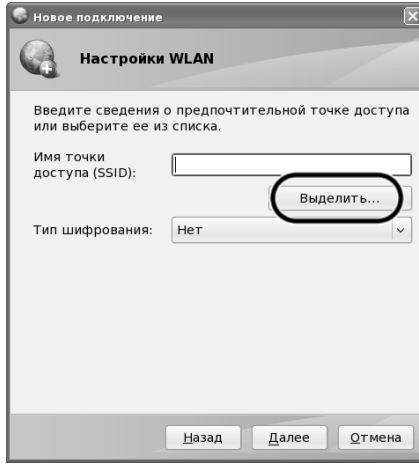 Новое подключение
Настройки WLAN
Введите сведения о предпочтительной точке доступа
или выберите ее из списка.
Имя точки
доступа (SSID):
Выделить...
Тип шифрования: Нет
Назад Далее Отмена